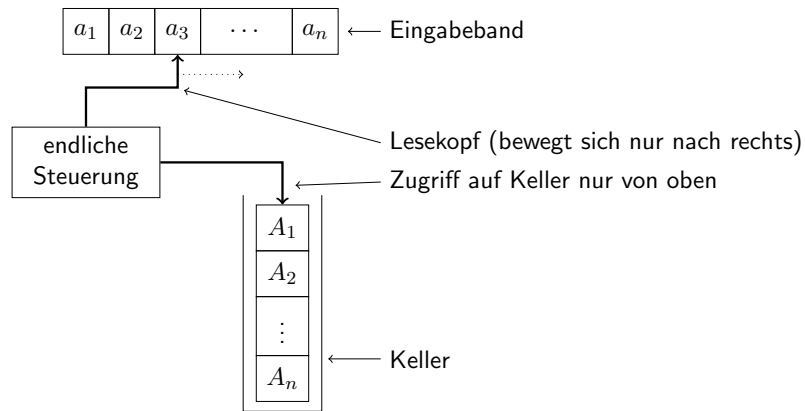 a₁ a₂ a₃ ⋯ aₙ Eingabeband
Lesekopf (bewegt sich nur nach rechts)
endliche
Steuerung
Zugriff auf Keller nur von oben
A₁
A₂
⋮
Keller
Aₙ